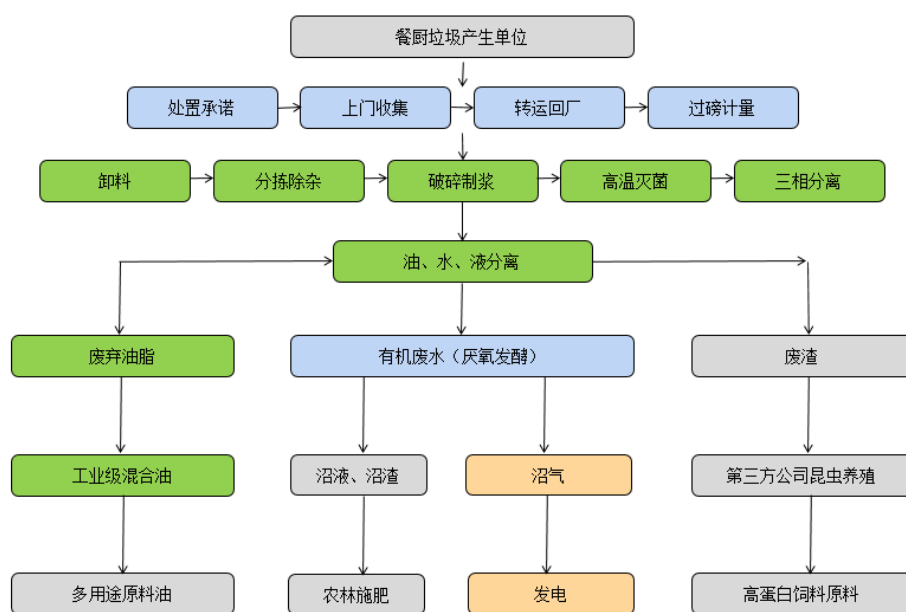 餐厨垃圾产生单位
处置承诺
上门收集
转运回厂
过磅计量
卸料
分拣除杂
破碎制浆
高温灭菌
三相分离
油、水、液分离
废弃油脂
有机废水（厌氧发酵）
废渣
工业级混合油
沼液、沼渣
沼气
第三方公司昆虫养殖
多用途原料油
农林施肥
发电
高蛋白饲料原料